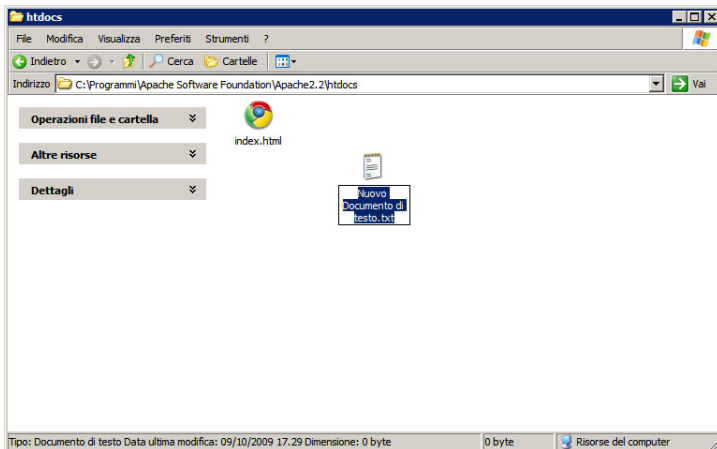 htdocs
File Modifica Visualizza Preferiti Strumenti ?
Indietro Cerca Cartelle
Indirizzo C:\Programmi\Apache Software Foundation\Apache2.2\htdocs Vai
Operazioni file e cartella
Altre risorse
Dettagli
index.html
Nuovo
Documento di
testo.txt
Tipo: Documento di testo Data ultima modifica: 09/10/2009 17.29 Dimensione: 0 byte 0 byte Risorse del computer